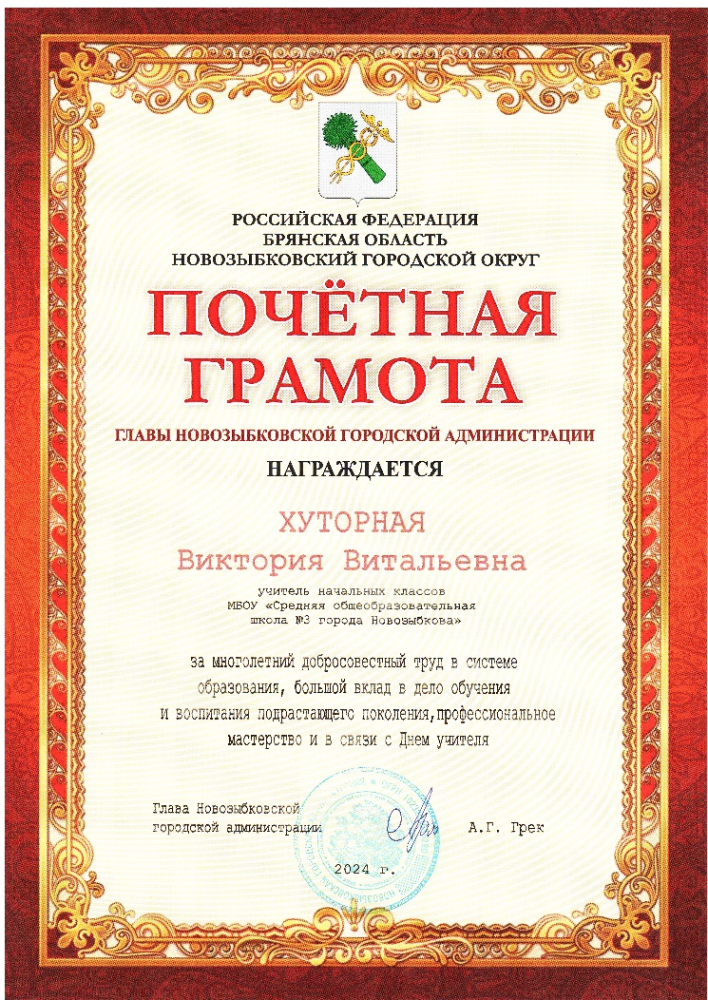 РОССИЙСКАЯ ФЕДЕРАЦИЯ
БРЯНСКАЯ ОБЛАСТЬ
НОВОЗЫБКОВСКИЙ ГОРОДСКОЙ ОКРУГ
ПОЧЁТНАЯ
ГРАМОТА
ГЛАВЫ НОВОЗЫБКОВСКОЙ ГОРОДСКОЙ АДМИНИСТРАЦИИ
НАГРАЖДАЕТСЯ
ХУТОРНАЯ
Виктория Витальевна
учитель начальных классов
МБОУ «Средняя общеобразовательная
школа №3 города Новозыбкова»
за многолетний добросовестный труд в системе
образования, большой вклад в дело обучения
и воспитания подрастающего поколения,профессиональное
мастерство и в связи с Днем учителя
Глава Новозыбковской
городской администрации А.Г. Грек
2024 г.